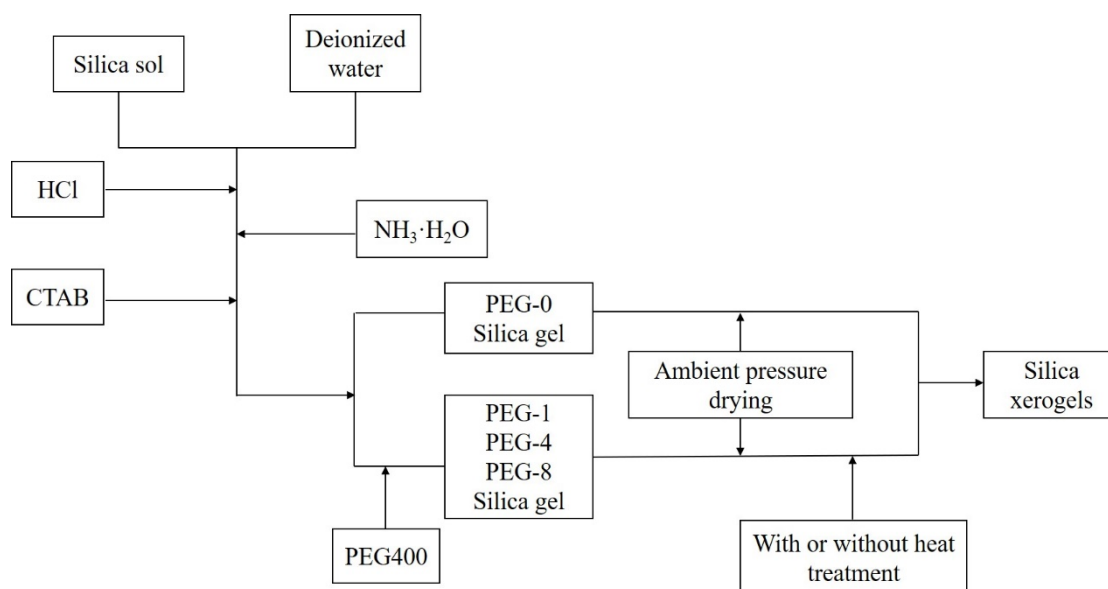 Silica sol
Deionized
water
HCl
NH₃·H₂O
CTAB
PEG-0
Silica gel
Ambient pressure
drying
Silica
xerogels
PEG-1
PEG-4
PEG-8
Silica gel
PEG400
With or without heat
treatment